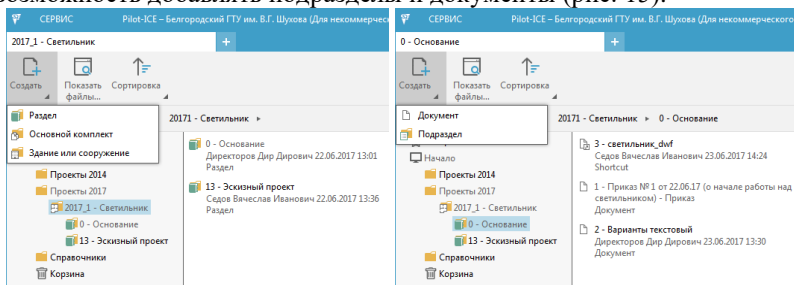 возможность добавлять подразделы и документы (рис. 15).
СЕРВИС Pilot-ICE – Белгородский ГТУ им. В.Г. Шухова (Для некоммерчес
2017_1 - Светильник +
Создать Показать файлы... Сортировка
Раздел
Основной комплект
Здание или сооружение
20171 - Светильник ▸
Проекты 2014
Проекты 2017
2017_1 - Светильник
0 - Основание
13 - Эскизный проект
Справочники
Корзина
0 - Основание
Директоров Дир Дирович 22.06.2017 13:01
Раздел
13 - Эскизный проект
Седов Вячеслав Иванович 22.06.2017 13:36
Раздел
СЕРВИС Pilot-ICE – Белгородский ГТУ им. В.Г. Шухова (Для некоммерческого
0 - Основание +
Создать Показать файлы... Сортировка
Документ
Подраздел
20171 - Светильник ▸ 0 - Основание
Начало
Проекты 2014
Проекты 2017
2017_1 - Светильник
0 - Основание
13 - Эскизный проект
Справочники
Корзина
3 - светильник_dwf
Седов Вячеслав Иванович 23.06.2017 14:24
Shortcut
1 - Приказ № 1 от 22.06.17 (о начале работы над
светильником) - Приказ
Документ
2 - Варианты текстовый
Директоров Дир Дирович 23.06.2017 13:30
Документ